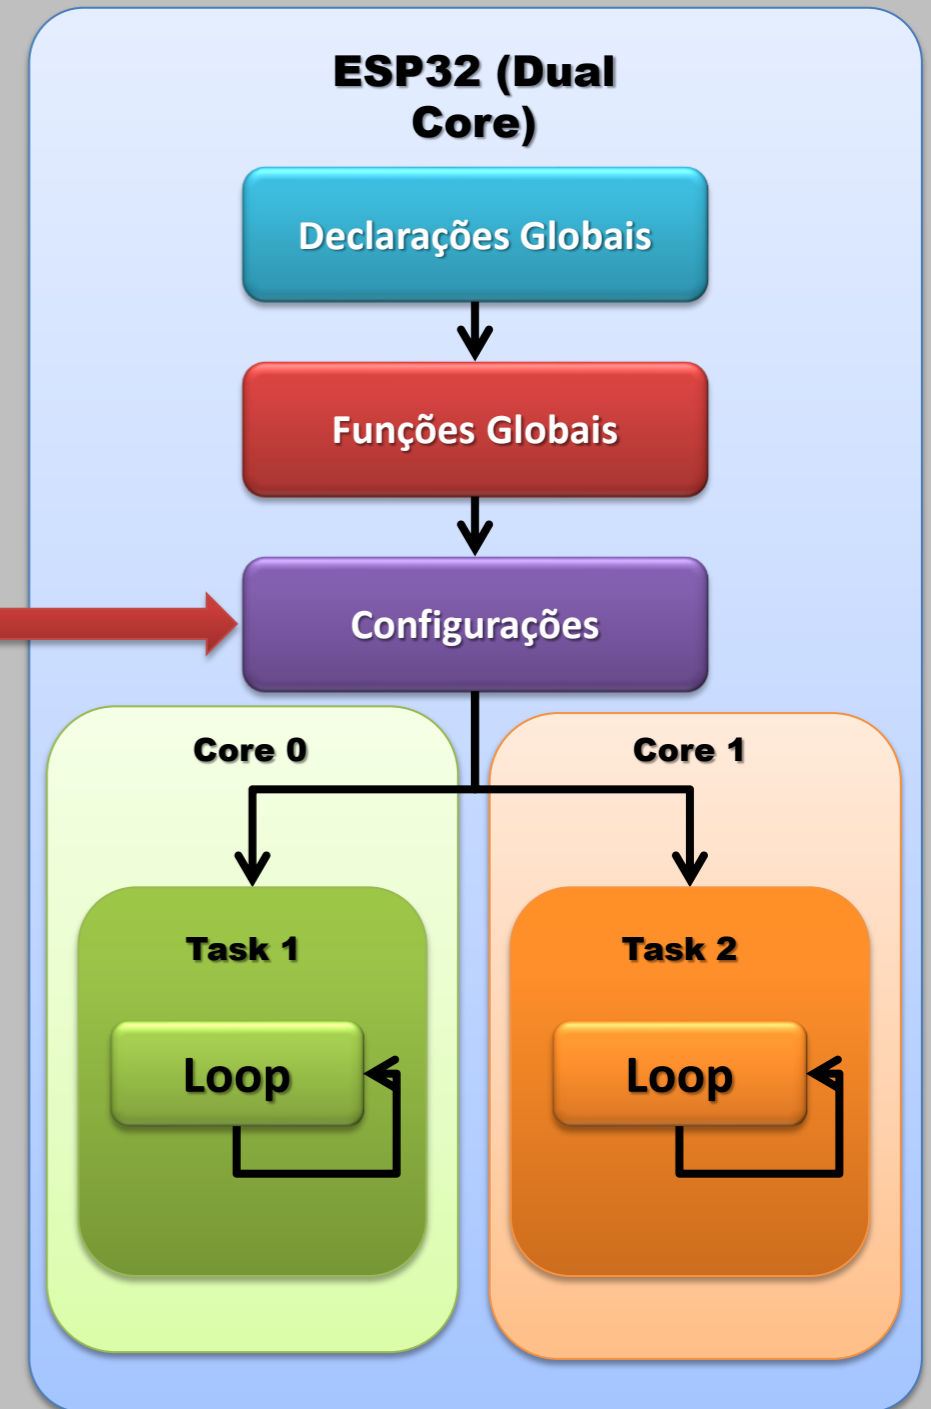 ESP32 (Dual
Core)
Declarações Globais
Funções Globais
Configurações
Core 0
Core 1
Task 1
Task 2
Loop
Loop